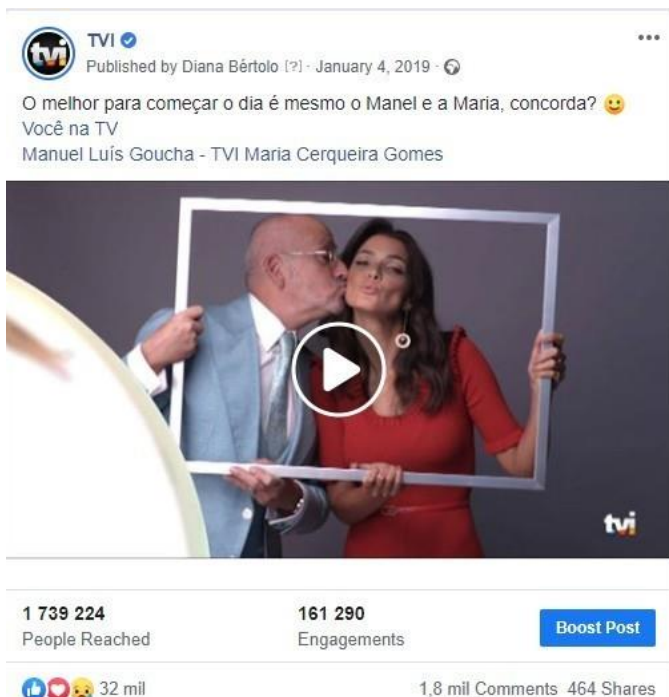 tvi
TVI
Published by Diana Bértolo [?] · January 4, 2019 ·
O melhor para começar o dia é mesmo o Manel e a Maria, concorda?
Você na TV
Manuel Luís Goucha - TVI Maria Cerqueira Gomes
tvi
1 739 224
People Reached
161 290
Engagements
Boost Post
32 mil
1,8 mil Comments 464 Shares